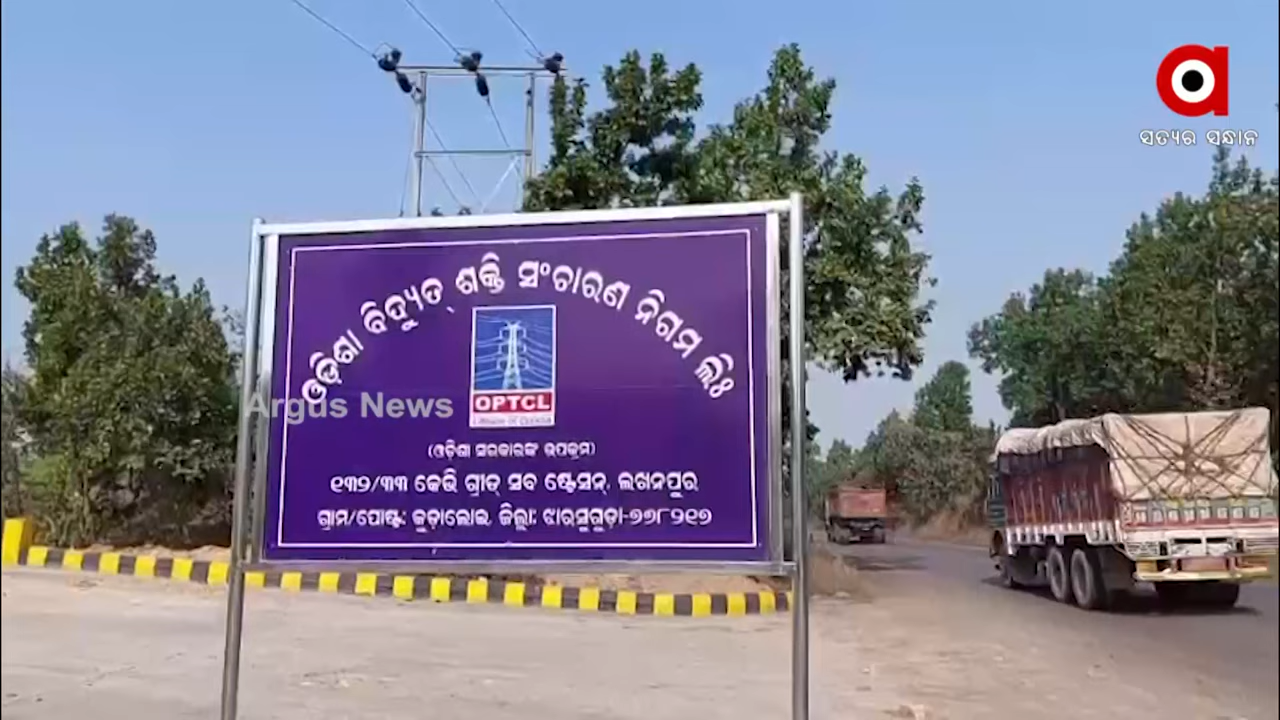 ସତ୍ୟର ସନ୍ଧାନ
ଓଡ଼ିଶା ବିଦ୍ୟୁତ୍ ଶକ୍ତି ସଂଚାରଣ ନିଗମ ଲିଃ
OPTCL
Argus News
(ଓଡ଼ିଶା ସରକାରଙ୍କ ଉପକ୍ରମ)
୧୩୨/୩୩ କେଭି ଗ୍ରୀଡ୍ ସବ ଷ୍ଟେସନ୍, ଲଖନପୁର
ଗ୍ରାମ/ପୋଷ୍ଟ: କୁଡ଼ାଲୋଇ, ଜିଲ୍ଲା: ଝାରସୁଗୁଡ଼ା-୭୬୮୨୧୭